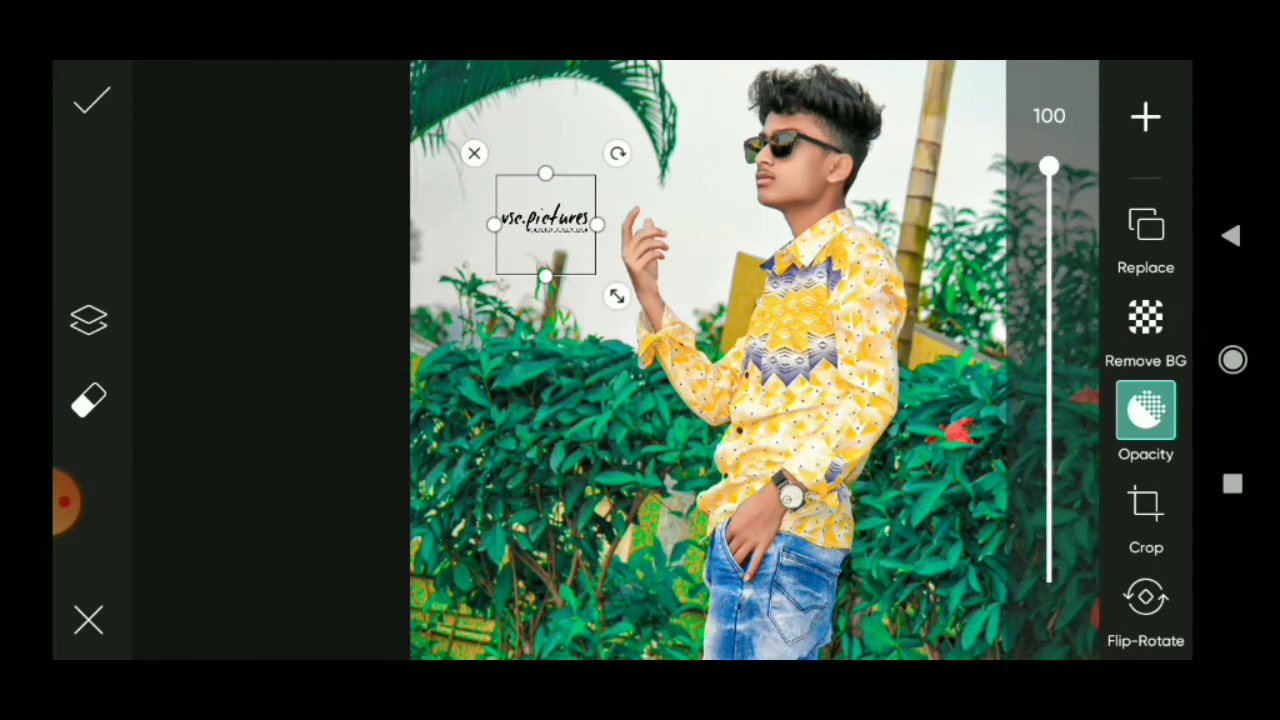 100
vsc.pictures
Replace
Remove BG
Opacity
Crop
Flip-Rotate